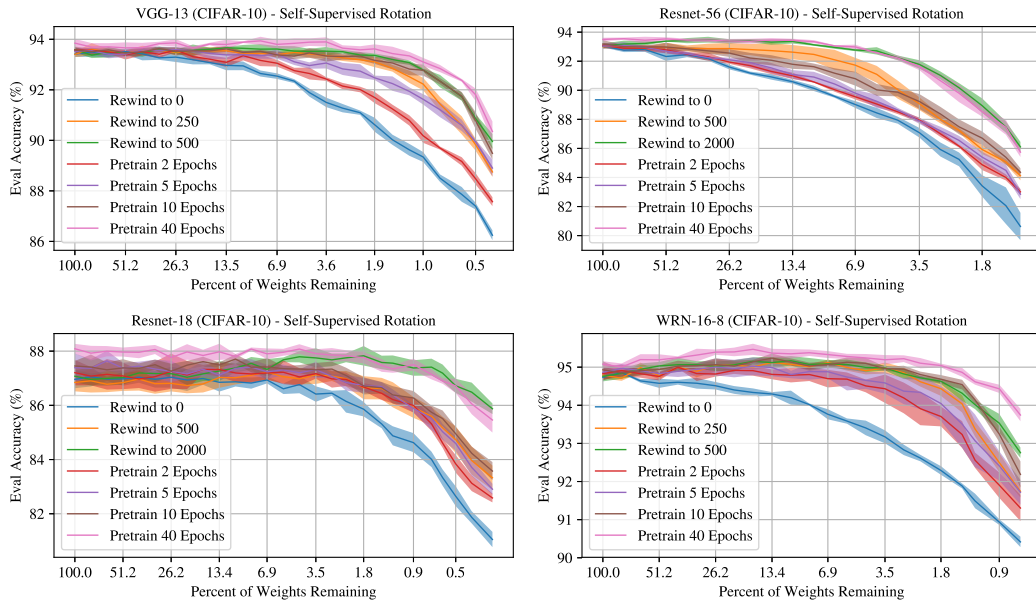 VGG-13 (CIFAR-10) - Self-Supervised Rotation
94
92
90
88
86
Eval Accuracy (%)
Rewind to 0
Rewind to 250
Rewind to 500
Pretrain 2 Epochs
Pretrain 5 Epochs
Pretrain 10 Epochs
Pretrain 40 Epochs
100.0 51.2 26.3 13.5 6.9 3.6 1.9 1.0 0.5
Percent of Weights Remaining
Resnet-56 (CIFAR-10) - Self-Supervised Rotation
94
92
90
88
86
84
82
80
Eval Accuracy (%)
Rewind to 0
Rewind to 500
Rewind to 2000
Pretrain 2 Epochs
Pretrain 5 Epochs
Pretrain 10 Epochs
Pretrain 40 Epochs
100.0 51.2 26.2 13.4 6.9 3.5 1.8
Percent of Weights Remaining
Resnet-18 (CIFAR-10) - Self-Supervised Rotation
88
86
84
82
Eval Accuracy (%)
Rewind to 0
Rewind to 500
Rewind to 2000
Pretrain 2 Epochs
Pretrain 5 Epochs
Pretrain 10 Epochs
Pretrain 40 Epochs
100.0 51.2 26.2 13.4 6.9 3.5 1.8 0.9 0.5
Percent of Weights Remaining
WRN-16-8 (CIFAR-10) - Self-Supervised Rotation
95
94
93
92
91
90
Eval Accuracy (%)
Rewind to 0
Rewind to 250
Rewind to 500
Pretrain 2 Epochs
Pretrain 5 Epochs
Pretrain 10 Epochs
Pretrain 40 Epochs
100.0 51.2 26.2 13.4 6.9 3.5 1.8 0.9
Percent of Weights Remaining